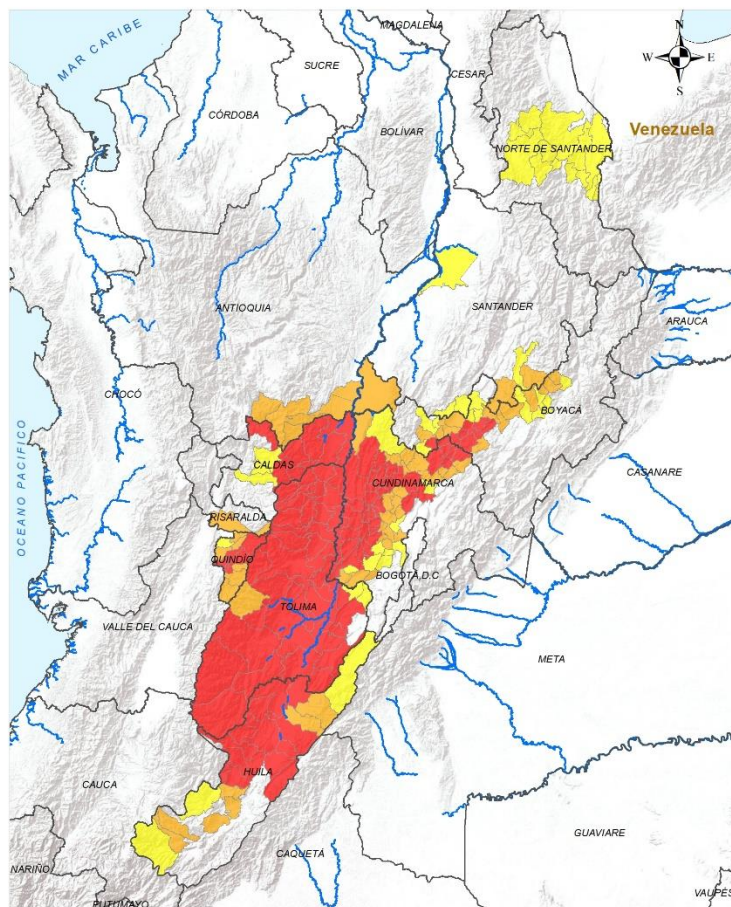 MAGDALENA
N
W E
S
MAR CARIBE
SUCRE
CESAR
CÓRDOBA
BOLÍVAR
Venezuela
NORTE DE SANTANDER
ANTIOQUIA
SANTANDER
ARAUCA
CHOCÓ
BOYACÁ
OCEANO PACIFICO
CALDAS
CUNDINAMARCA
CASANARE
RISARALDA
QUINDÍO
BOGOTÁ, D.C
TOLIMA
VALLE DEL CAUCA
META
HUILA
CAUCA
GUAVIARE
NARIÑO
CAQUETÁ
PUTUMAYO
VAUPÉS